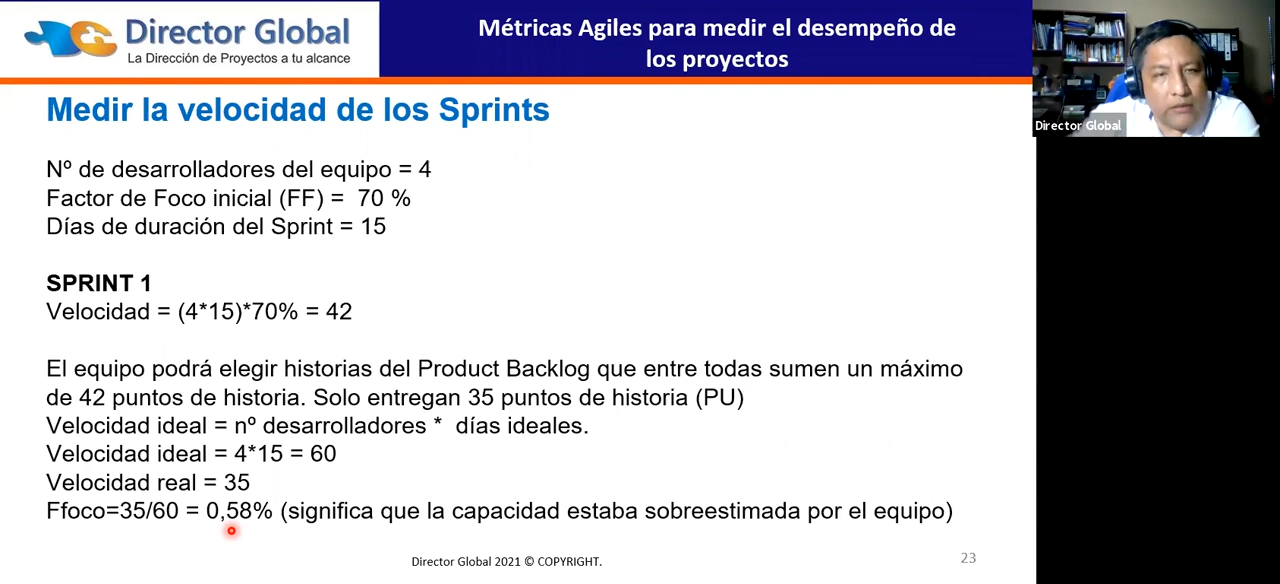 Director Global
La Dirección de Proyectos a tu alcance
Métricas Agiles para medir el desempeño de
los proyectos
Director Global
Medir la velocidad de los Sprints
Nº de desarrolladores del equipo = 4
Factor de Foco inicial (FF) = 70 %
Días de duración del Sprint = 15
SPRINT 1
Velocidad = (4*15)*70% = 42
El equipo podrá elegir historias del Product Backlog que entre todas sumen un máximo
de 42 puntos de historia. Solo entregan 35 puntos de historia (PU)
Velocidad ideal = nº desarrolladores * días ideales.
Velocidad ideal = 4*15 = 60
Velocidad real = 35
Ffoco=35/60 = 0,58% (significa que la capacidad estaba sobreestimada por el equipo)
Director Global 2021 © COPYRIGHT.
23